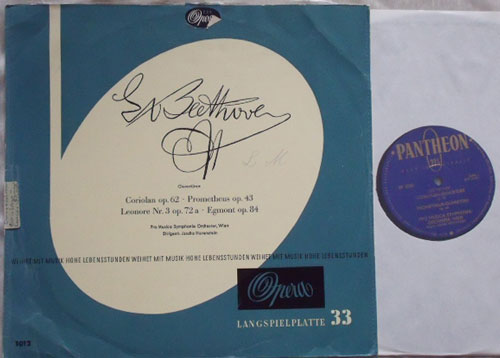 Opera
L. v. Beethoven
L. M
Ouvertüren
Coriolan op. 62 · Prometheus op. 43
Leonore Nr. 3 op. 72 a · Egmont op. 84
Pro Musica Symphonie Orchester, Wien
Dirigent: Jascha Horenstein
WEIHET MIT MUSIK HOHE LEBENSSTUNDEN WEIHET MIT MUSIK HOHE LEBENSSTUNDEN WEIHET MIT MUSIK HOHE LEBENSSTUNDEN
Opera
LANGSPIELPLATTE 33
1012
PANTHEON